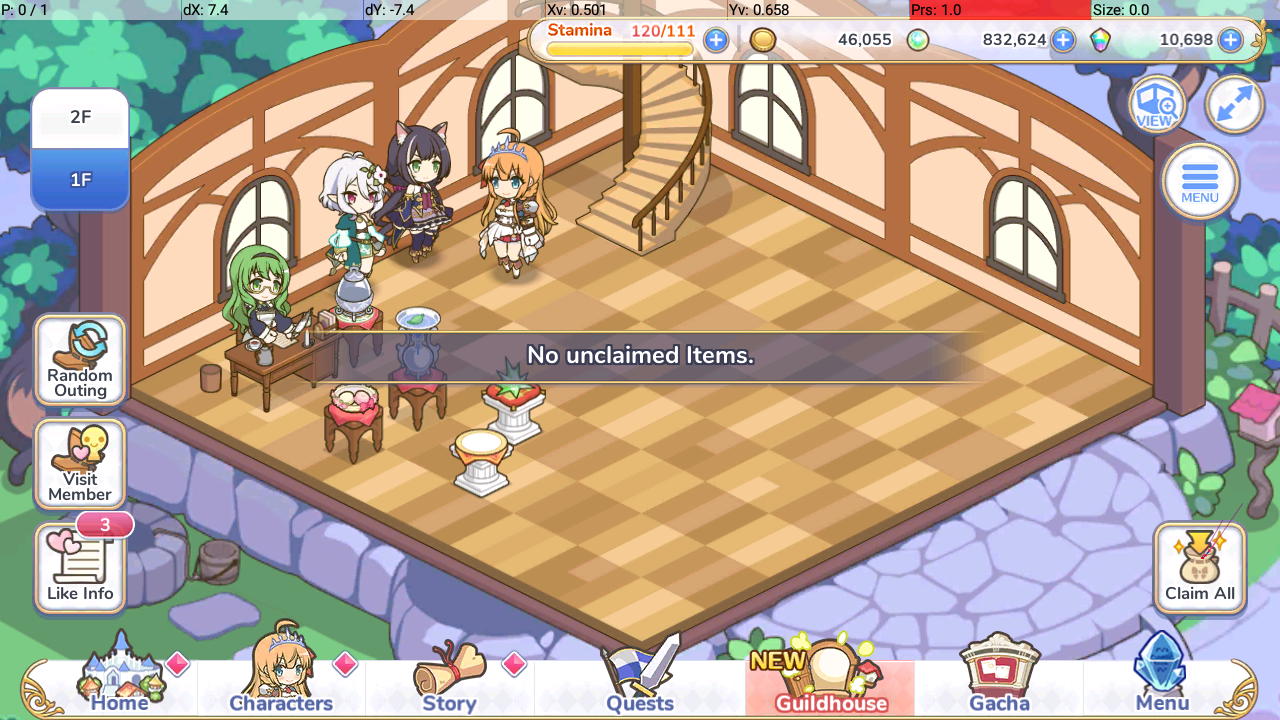 P: 0 / 1
dX: 7.4
dY: -7.4
Xv: 0.501
Yv: 0.658
Prs: 1.0
Size: 0.0
Stamina 120/111
46,055
832,624
10,698
2F
1F
VIEW
MENU
Random
Outing
No unclaimed Items.
Visit
Member
3
Like Info
Claim All
NEW
Home
Characters
Story
Quests
Guildhouse
Gacha
Menu